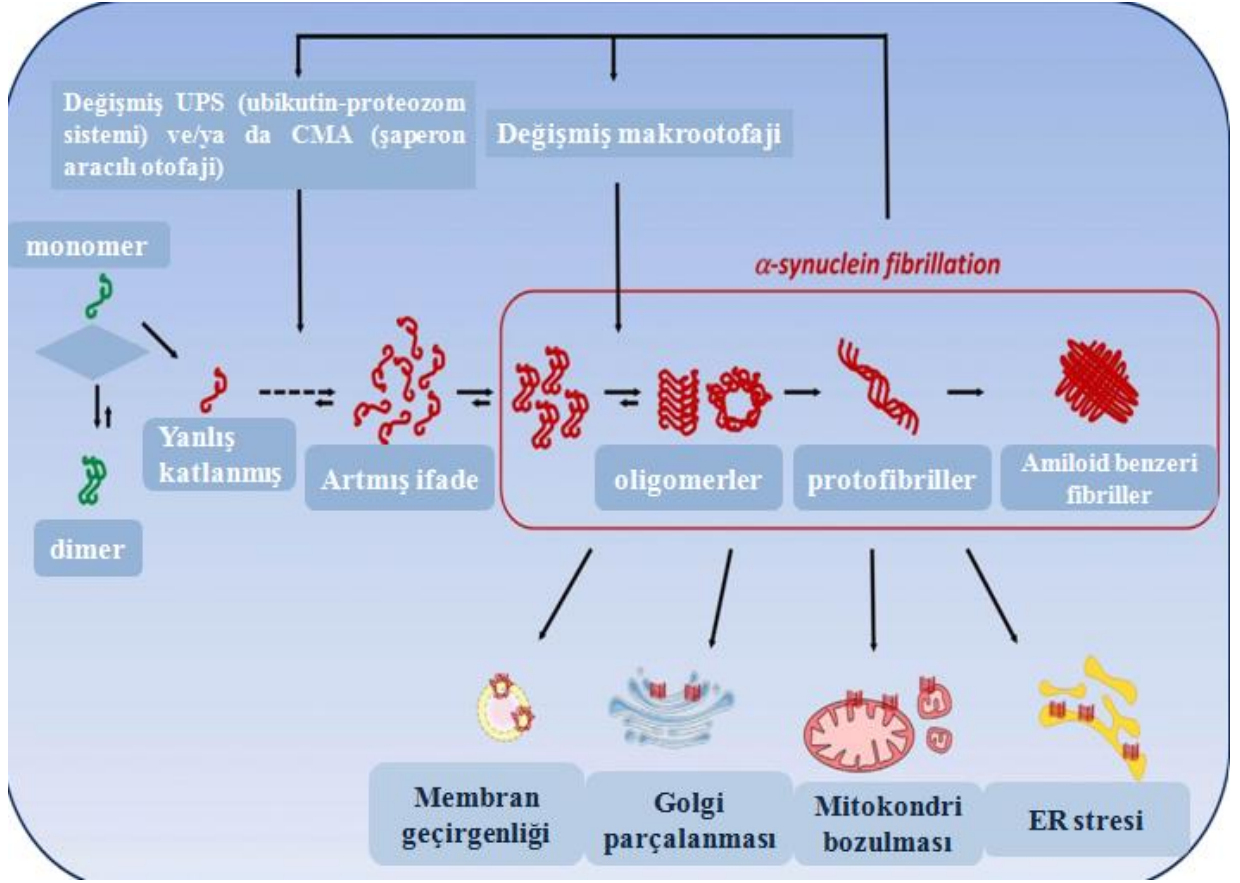 Değişmiş UPS (ubikutin-proteozom
sistemi) ve/ya da CMA (şaperon
aracılı otofaji)
Değişmiş makrootofaji
monomer
α-synuclein fibrillation
Yanlış
katlanmış
Artmış ifade
oligomerler
protofibriller
Amiloid benzeri
fibriller
dimer
Membran
geçirgenliği
Golgi
parçalanması
Mitokondri
bozulması
ER stresi